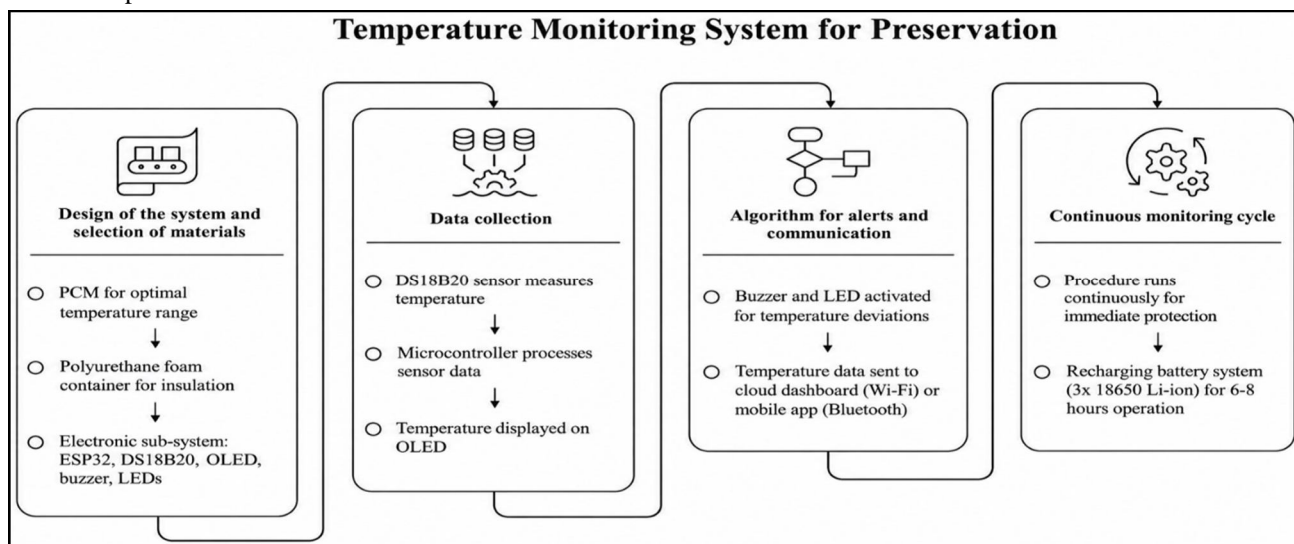 Temperature Monitoring System for Preservation
Design of the system and
selection of materials
PCM for optimal
temperature range
Polyurethane foam
container for insulation
Electronic sub-system:
ESP32, DS18B20, OLED,
buzzer, LEDs
Data collection
DS18B20 sensor measures
temperature
Microcontroller processes
sensor data
Temperature displayed on
OLED
Algorithm for alerts and
communication
Buzzer and LED activated
for temperature deviations
Temperature data sent to
cloud dashboard (Wi-Fi) or
mobile app (Bluetooth)
Continuous monitoring cycle
Procedure runs
continuously for
immediate protection
Recharging battery system
(3x 18650 Li-ion) for 6-8
hours operation